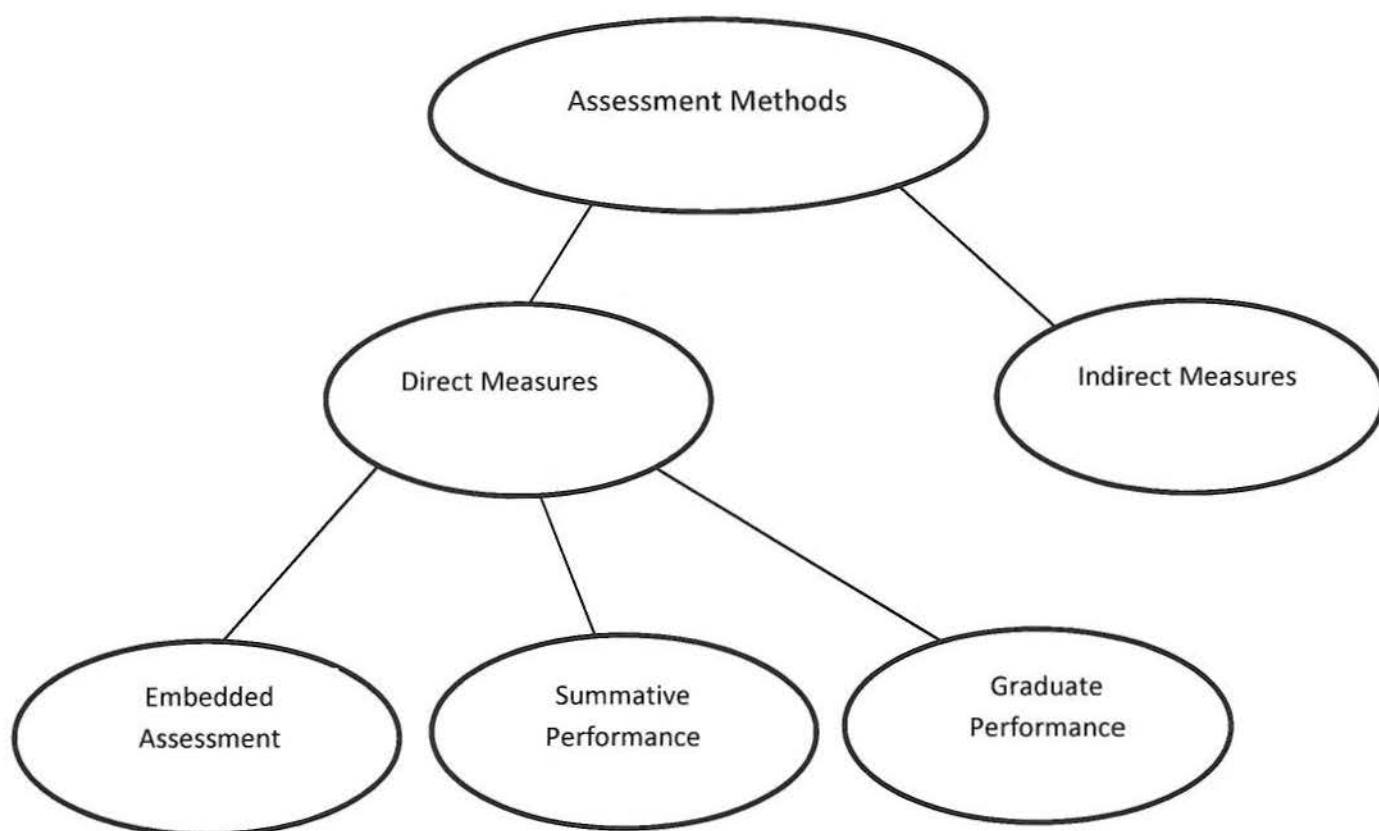 Assessment Methods
Direct Measures
Indirect Measures
Embedded
Assessment
Summative
Performance
Graduate
Performance